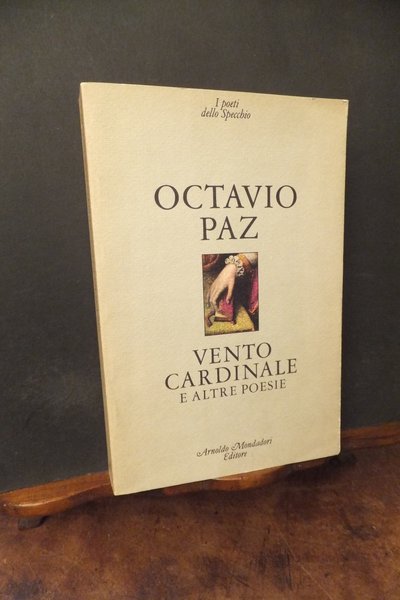 I poeti
dello Specchio
OCTAVIO
PAZ
VENTO
CARDINALE
E ALTRE POESIE
Arnoldo Mondadori
Editore